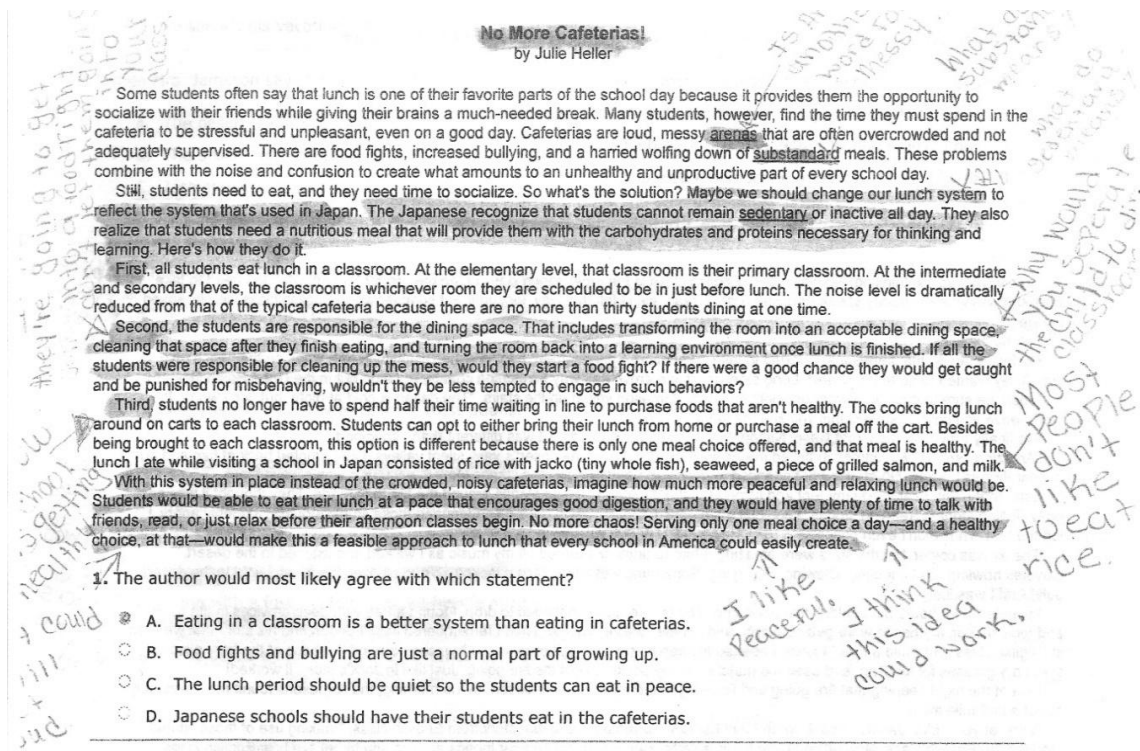 No More Cafeterias!
by Julie Heller
Some students often say that lunch is one of their favorite parts of the school day because it provides them the opportunity to
socialize with their friends while giving their brains a much-needed break. Many students, however, find the time they must spend in the
cafeteria to be stressful and unpleasant, even on a good day. Cafeterias are loud, messy arenas that are often overcrowded and not
adequately supervised. There are food fights, increased bullying, and a harried wolfing down of substandard meals. These problems
combine with the noise and confusion to create what amounts to an unhealthy and unproductive part of every school day.
Still, students need to eat, and they need time to socialize. So what's the solution? Maybe we should change our lunch system to
reflect the system that's used in Japan. The Japanese recognize that students cannot remain sedentary or inactive all day. They also
realize that students need a nutritious meal that will provide them with the carbohydrates and proteins necessary for thinking and
learning. Here's how they do it.
First, all students eat lunch in a classroom. At the elementary level, that classroom is their primary classroom. At the intermediate
and secondary levels, the classroom is whichever room they are scheduled to be in just before lunch. The noise level is dramatically
reduced from that of the typical cafeteria because there are no more than thirty students dining at one time.
Second, the students are responsible for the dining space. That includes transforming the room into an acceptable dining space,
cleaning that space after they finish eating, and turning the room back into a learning environment once lunch is finished. If all the
students were responsible for cleaning up the mess, would they start a food fight? If there were a good chance they would get caught
and be punished for misbehaving, wouldn't they be less tempted to engage in such behaviors?
Third, students no longer have to spend half their time waiting in line to purchase foods that aren't healthy. The cooks bring lunch
around on carts to each classroom. Students can opt to either bring their lunch from home or purchase a meal off the cart. Besides
being brought to each classroom, this option is different because there is only one meal choice offered, and that meal is healthy. The
lunch I ate while visiting a school in Japan consisted of rice with jacko (tiny whole fish), seaweed, a piece of grilled salmon, and milk.
With this system in place instead of the crowded, noisy cafeterias, imagine how much more peaceful and relaxing lunch would be.
Students would be able to eat their lunch at a pace that encourages good digestion, and they would have plenty of time to talk with
friends, read, or just relax before their afternoon classes begin. No more chaos! Serving only one meal choice a day—and a healthy
choice, at that—would make this a feasible approach to lunch that every school in America could easily create.
1. The author would most likely agree with which statement?
A. Eating in a classroom is a better system than eating in cafeterias.
B. Food fights and bullying are just a normal part of growing up.
C. The lunch period should be quiet so the students can eat in peace.
D. Japanese schools should have their students eat in the cafeterias.
another
word for
messy.
what do
Why would
you seperate
the child to
classroom
Most
People
don't
like
to eat
rice.
I like
Peaceful.
I think
this idea
could work.
they're going to get
getting
could